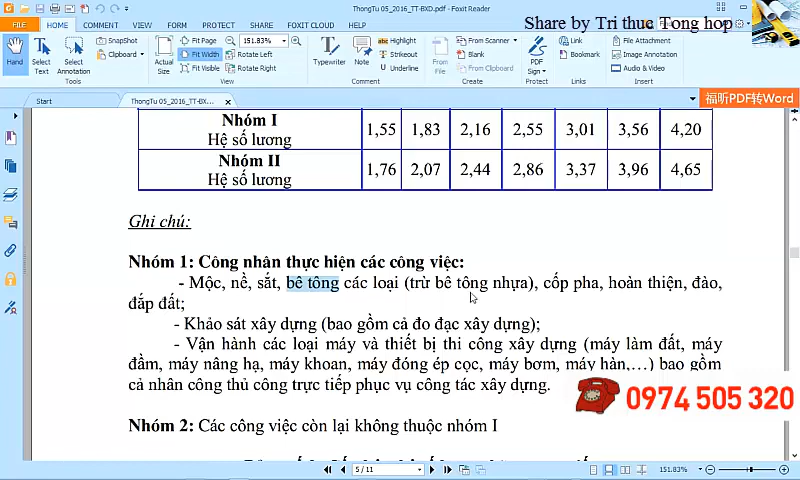 ThongTu 05_2016_TT-BXD.pdf - Foxit Reader
Share by Tri thuc Tong hop
FILE HOME COMMENT VIEW FORM PROTECT SHARE FOXIT CLOUD HELP
Hand
Select Text
Select Annotation
SnapShot
Clipboard
Tools
Actual Size
Fit Page
Fit Width
Fit Visible
151.83%
Rotate Left
Rotate Right
View
Typewriter
Note
Highlight
Strikeout
Underline
Comment
From File
From Scanner
Blank
From Clipboard
Create
PDF Sign
Protect
Link
Bookmark
Links
File Attachment
Image Annotation
Audio & Video
Insert
Start
ThongTu 05_2016_TT-BX...
福昕PDF转Word
Nhóm I
Hệ số lương 1,55 1,83 2,16 2,55 3,01 3,56 4,20
Nhóm II
Hệ số lương 1,76 2,07 2,44 2,86 3,37 3,96 4,65
Ghi chú:
Nhóm 1: Công nhân thực hiện các công việc:
- Mộc, nề, sắt, bê tông các loại (trừ bê tông nhựa), cốp pha, hoàn thiện, đào,
đắp đất;
- Khảo sát xây dựng (bao gồm cả đo đạc xây dựng);
- Vận hành các loại máy và thiết bị thi công xây dựng (máy làm đất, máy
đầm, máy nâng hạ, máy khoan, máy đóng ép cọc, máy bơm, máy hàn,…) bao gồm
cả nhân công thủ công trực tiếp phục vụ công tác xây dựng.
0974 505 320
Nhóm 2: Các công việc còn lại không thuộc nhóm I
5 / 11
151.83%